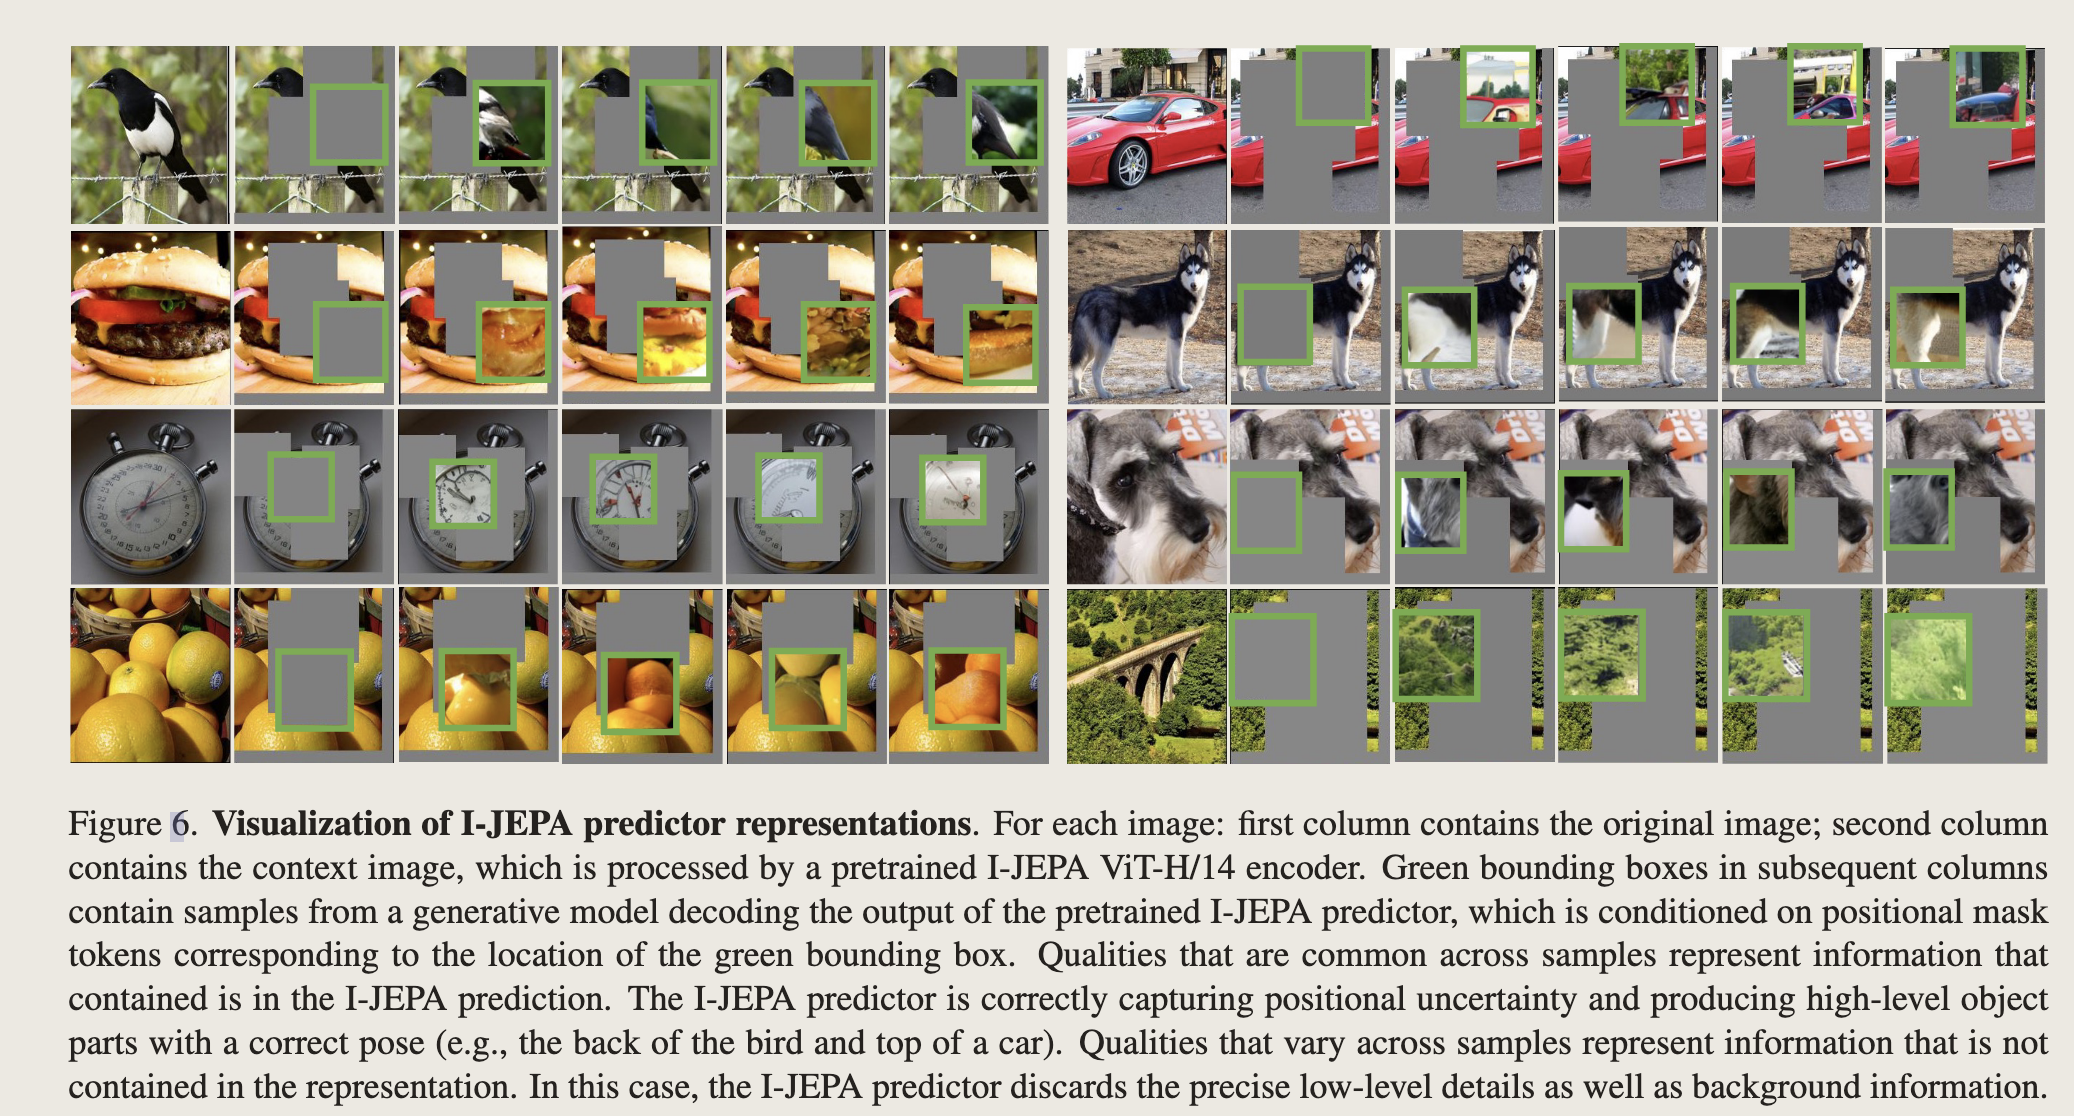 Figure 6. Visualization of I-JEPA predictor representations. For each image: first column contains the original image; second column
contains the context image, which is processed by a pretrained I-JEPA ViT-H/14 encoder. Green bounding boxes in subsequent columns
contain samples from a generative model decoding the output of the pretrained I-JEPA predictor, which is conditioned on positional mask
tokens corresponding to the location of the green bounding box. Qualities that are common across samples represent information that
contained is in the I-JEPA prediction. The I-JEPA predictor is correctly capturing positional uncertainty and producing high-level object
parts with a correct pose (e.g., the back of the bird and top of a car). Qualities that vary across samples represent information that is not
contained in the representation. In this case, the I-JEPA predictor discards the precise low-level details as well as background information.